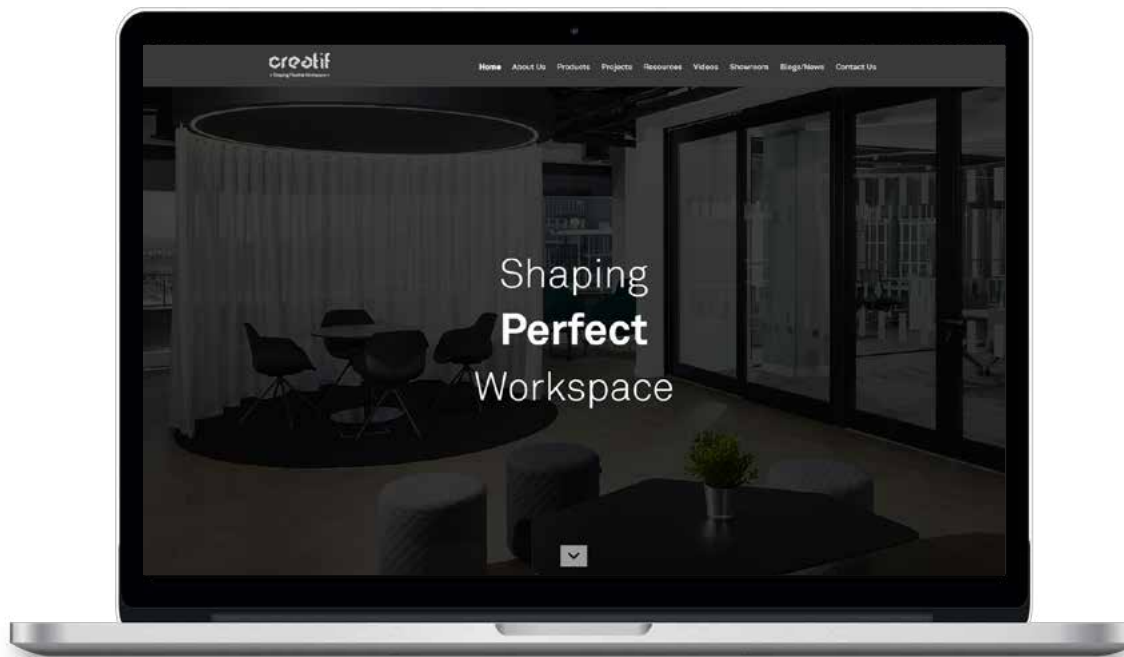 creatif
Home About Us Products Projects Resources Videos Showroom Blogs/News Contact Us
Shaping
Perfect
Workspace